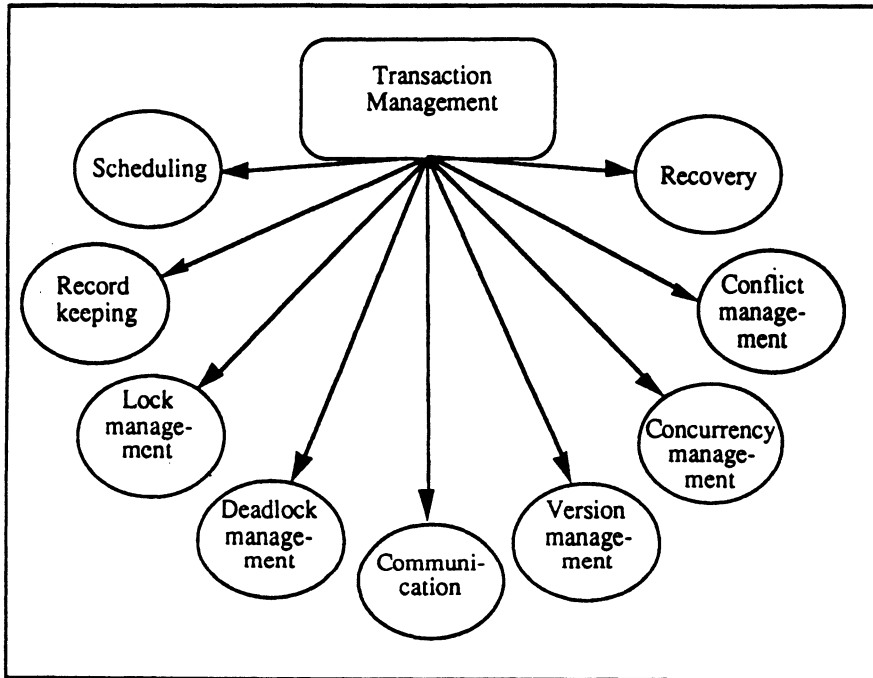 Transaction
Management
Scheduling
Recovery
Record
keeping
Conflict
manage-
ment
Lock
manage-
ment
Concurrency
manage-
ment
Deadlock
manage-
ment
Version
manage-
ment
Communi-
cation